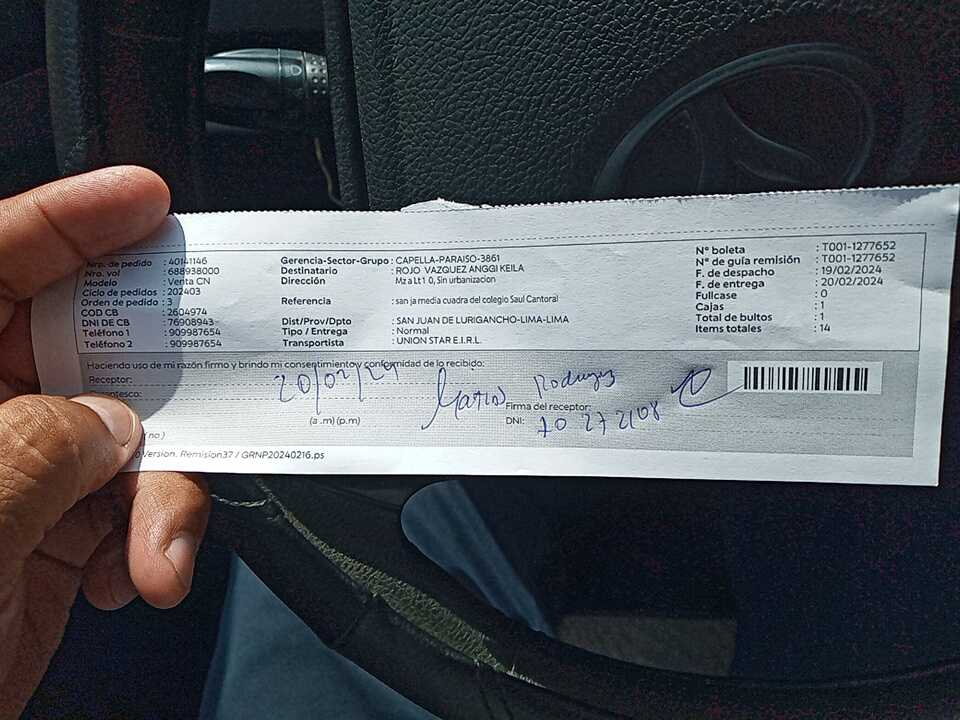 Nrp. de pedido : 40141146
Nro. vol : 688938000
Modelo : Venta CN
Ciclo de pedidos : 202403
Orden de pedido : 3
COD CB : 2604974
DNI DE CB : 76908943
Teléfono 1 : 909987654
Teléfono 2 : 909987654
Gerencia-Sector-Grupo : CAPELLA-PARAISO-3861
Destinatario : ROJO VAZQUEZ ANGGI KEILA
Dirección : Mz a Lt 1 0, Sin urbanizacion
Referencia : san ja media cuadra del colegio Saul Cantoral
Dist/Prov/Dpto : SAN JUAN DE LURIGANCHO-LIMA-LIMA
Tipo / Entrega : Normal
Transportista : UNION STAR E.I.R.L.
N° boleta : T001-1277652
N° de guía remisión : T001-1277652
F. de despacho : 19/02/2024
F. de entrega : 20/02/2024
Fullcase : 0
Cajas : 1
Total de bultos : 1
Items totales : 14
Haciendo uso de mi razón firmo y brindo mi consentimiento y conformidad de lo recibido:
Receptor: 20/02/24 Rodriguez
entesco:
(a .m) (p.m)
Firma del receptor:
DNI: 70 27 2108
( no )
Version. Remision37 / GRNP20240216.ps